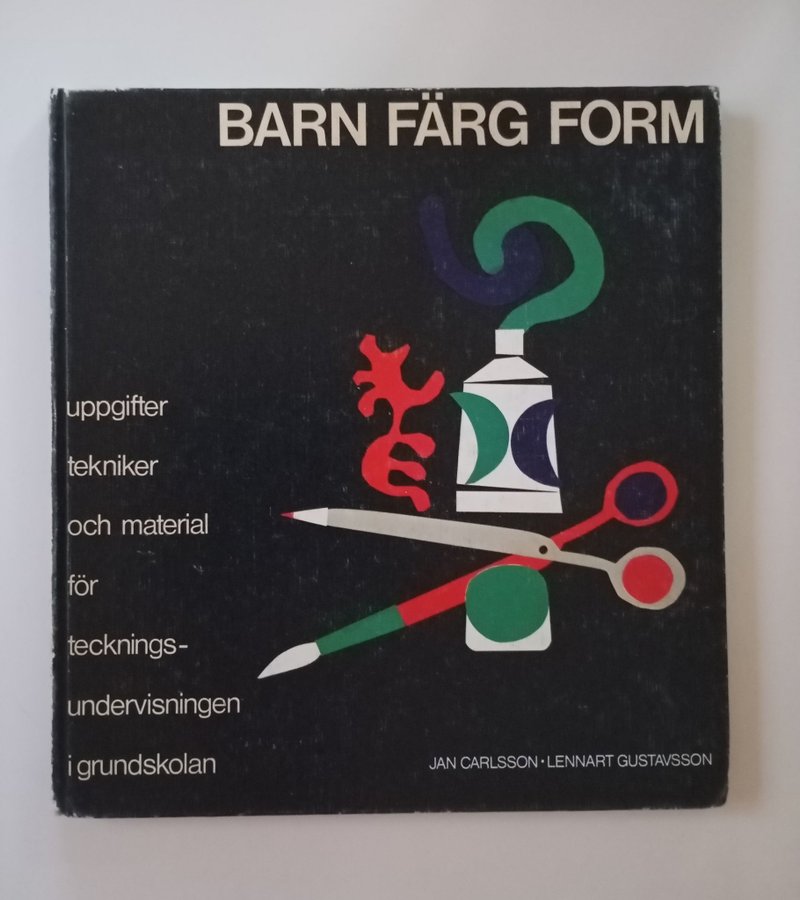 BARN FÄRG FORM
uppgifter
tekniker
och material
för
tecknings-
undervisningen
i grundskolan
JAN CARLSSON • LENNART GUSTAVSSON